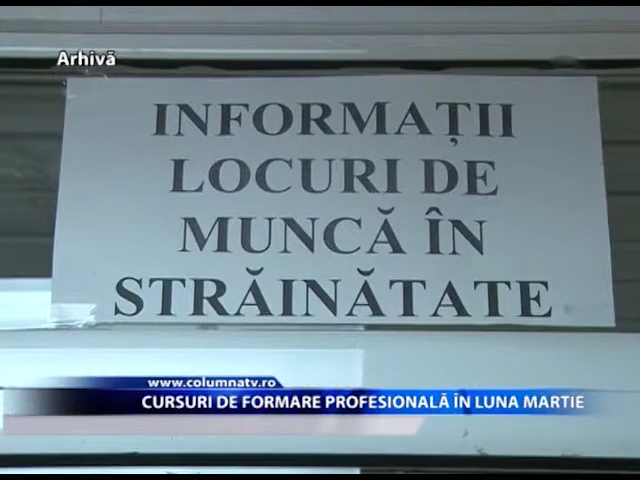 Arhivă
INFORMAȚII
LOCURI DE
MUNCĂ ÎN
STRĂINĂTATE
www.columnatv.ro
CURSURI DE FORMARE PROFESIONALĂ ÎN LUNA MARTIE